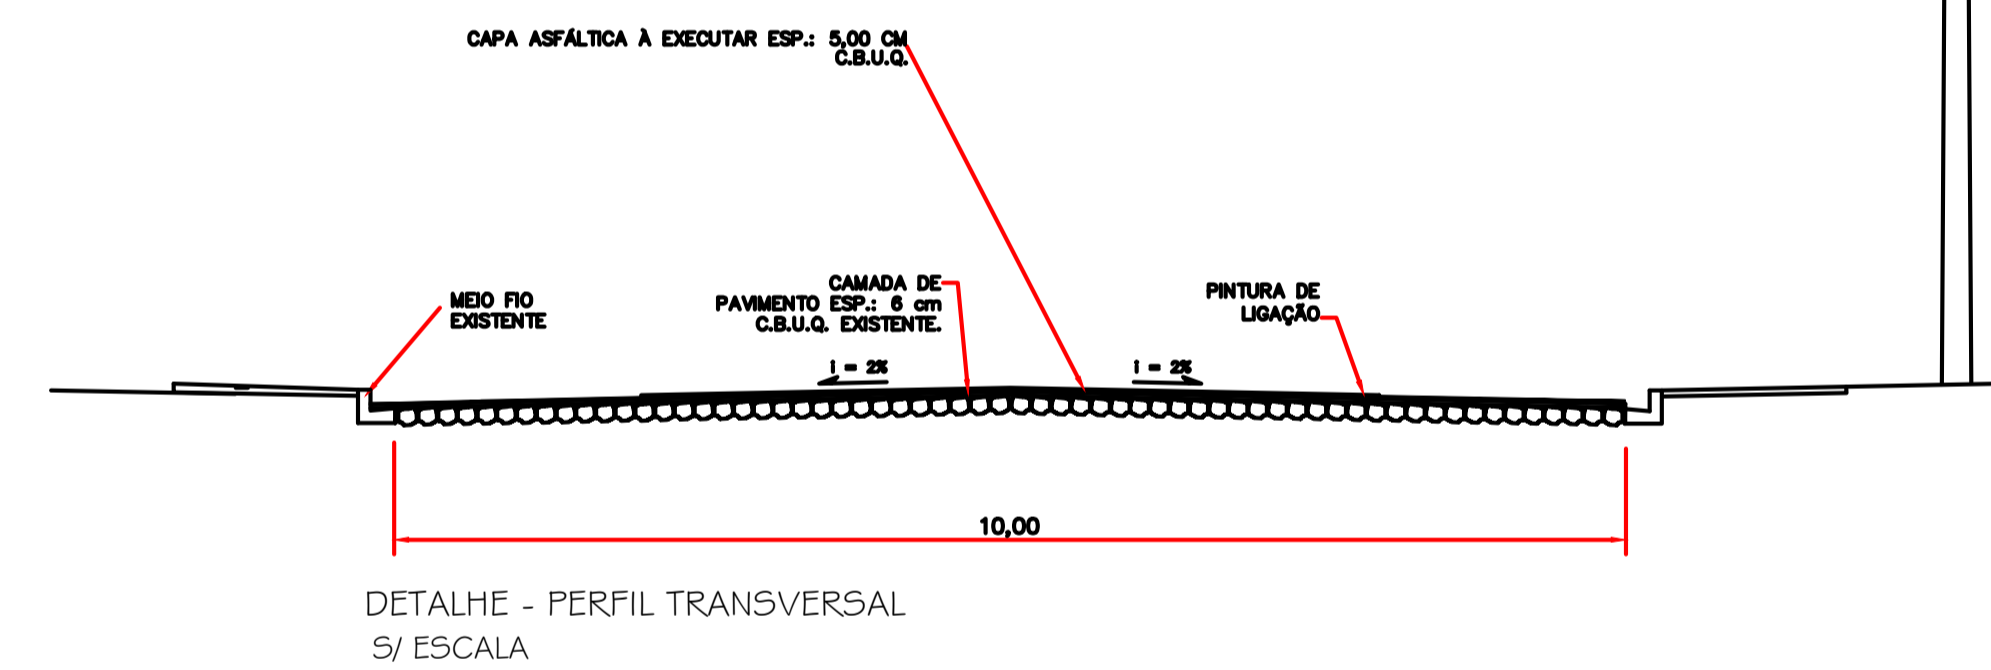 CAPA ASFÁLTICA À EXECUTAR ESP.: 5,00 CM
C.B.U.Q.
MEIO FIO
EXISTENTE
CAMADA DE
PAVIMENTO ESP.: 6 cm
C.B.U.Q. EXISTENTE.
PINTURA DE
LIGAÇÃO
i = 2%
i = 2%
10,00
DETALHE - PERFIL TRANSVERSAL
S/ ESCALA